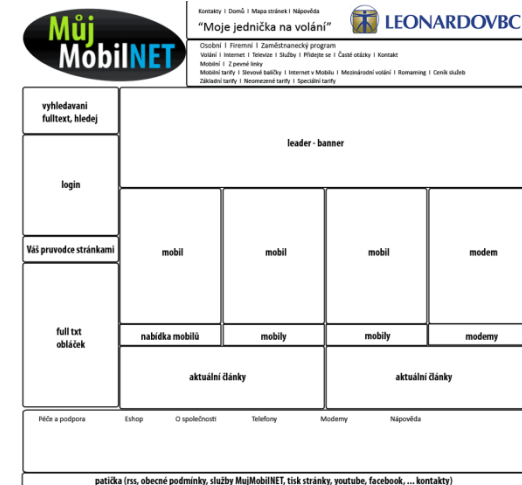 Můj
MobilNET
Kontakty I Domů I Mapa stránek I Nápověda
"Moje jednička na volání"
LEONARDOVBC
Osobní I Firemní I Zaměstnanecký program
Volání I Internet I Televize I Služby I Přidejte se I Časté otázky I Kontakt
Mobilní I Z pevné linky
Mobilní tarify I Slevové balíčky I Internet v Mobilu I Mezinárodní volání I Romaming I Ceník služeb
Základní tarify I Neomezené tarify I Speciální tarify
vyhledavani
fulltext, hledej
leader - banner
login
Váš pruvodce stránkami
mobil
mobil
mobil
modem
full txt
obláček
nabídka mobilů
mobily
mobily
modemy
aktuální články
aktuální články
Péče a podpora
Eshop
O společnosti
Telefony
Modemy
Nápověda
patička (rss, obecné podmínky, služby MujMobilNET, tisk stránky, youtube, facebook, ... kontakty)